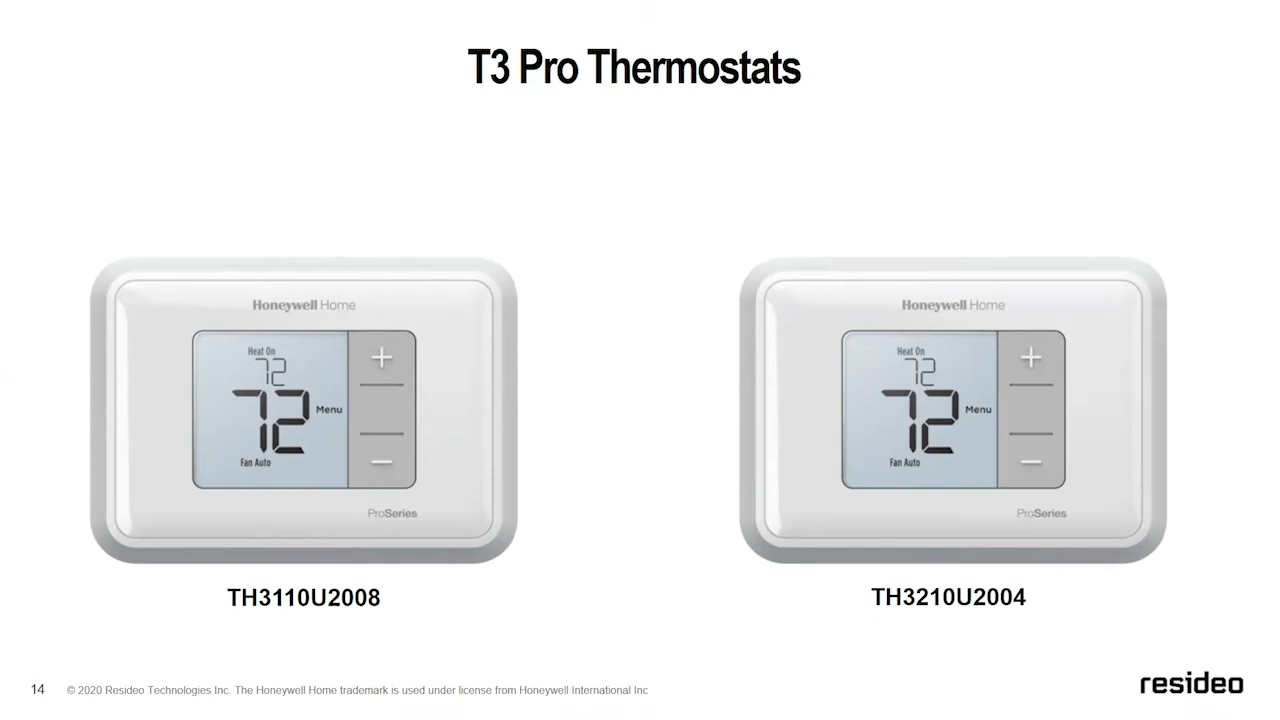 T3 Pro Thermostats
Honeywell Home
Heat On
72
72
Menu
Fan Auto
+
−
ProSeries
TH3110U2008
Honeywell Home
Heat On
72
72
Menu
Fan Auto
+
−
ProSeries
TH3210U2004
14 © 2020 Resideo Technologies Inc. The Honeywell Home trademark is used under license from Honeywell International Inc
resideo